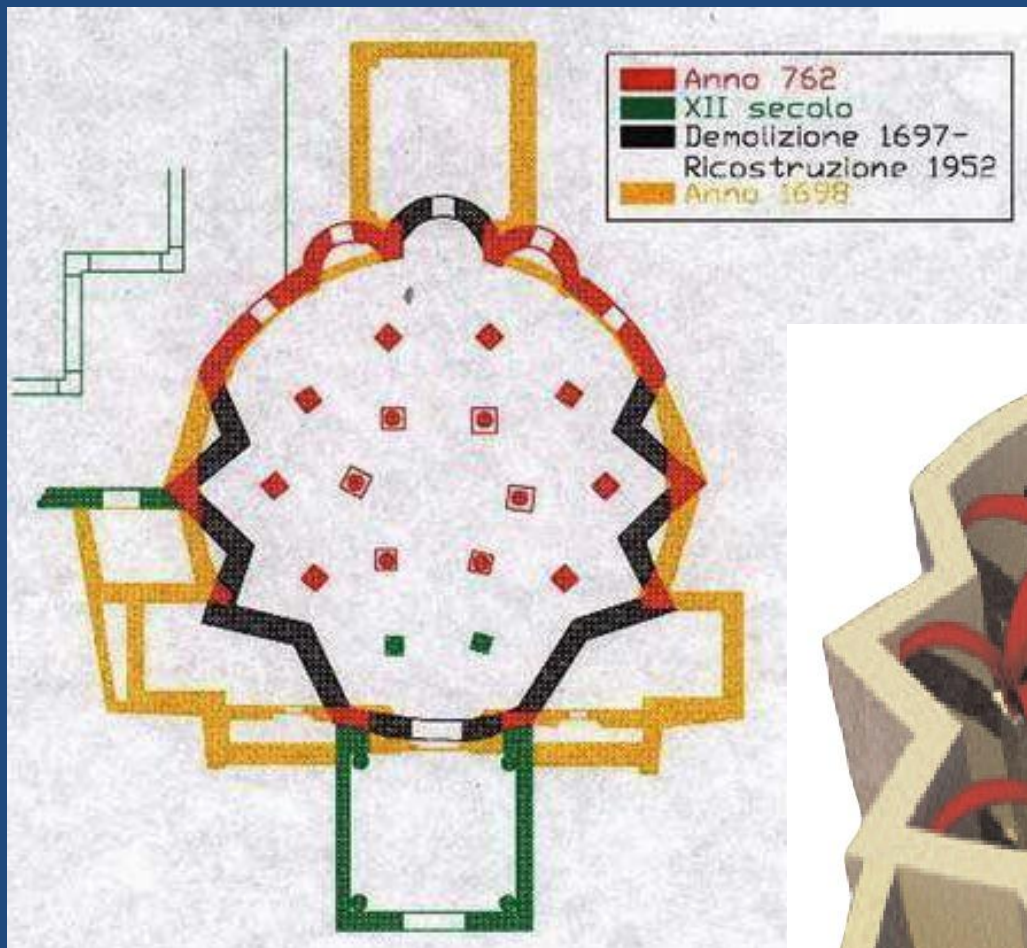 Anno 762
XII secolo
Demolizione 1697-
Ricostruzione 1952
Anno 1698